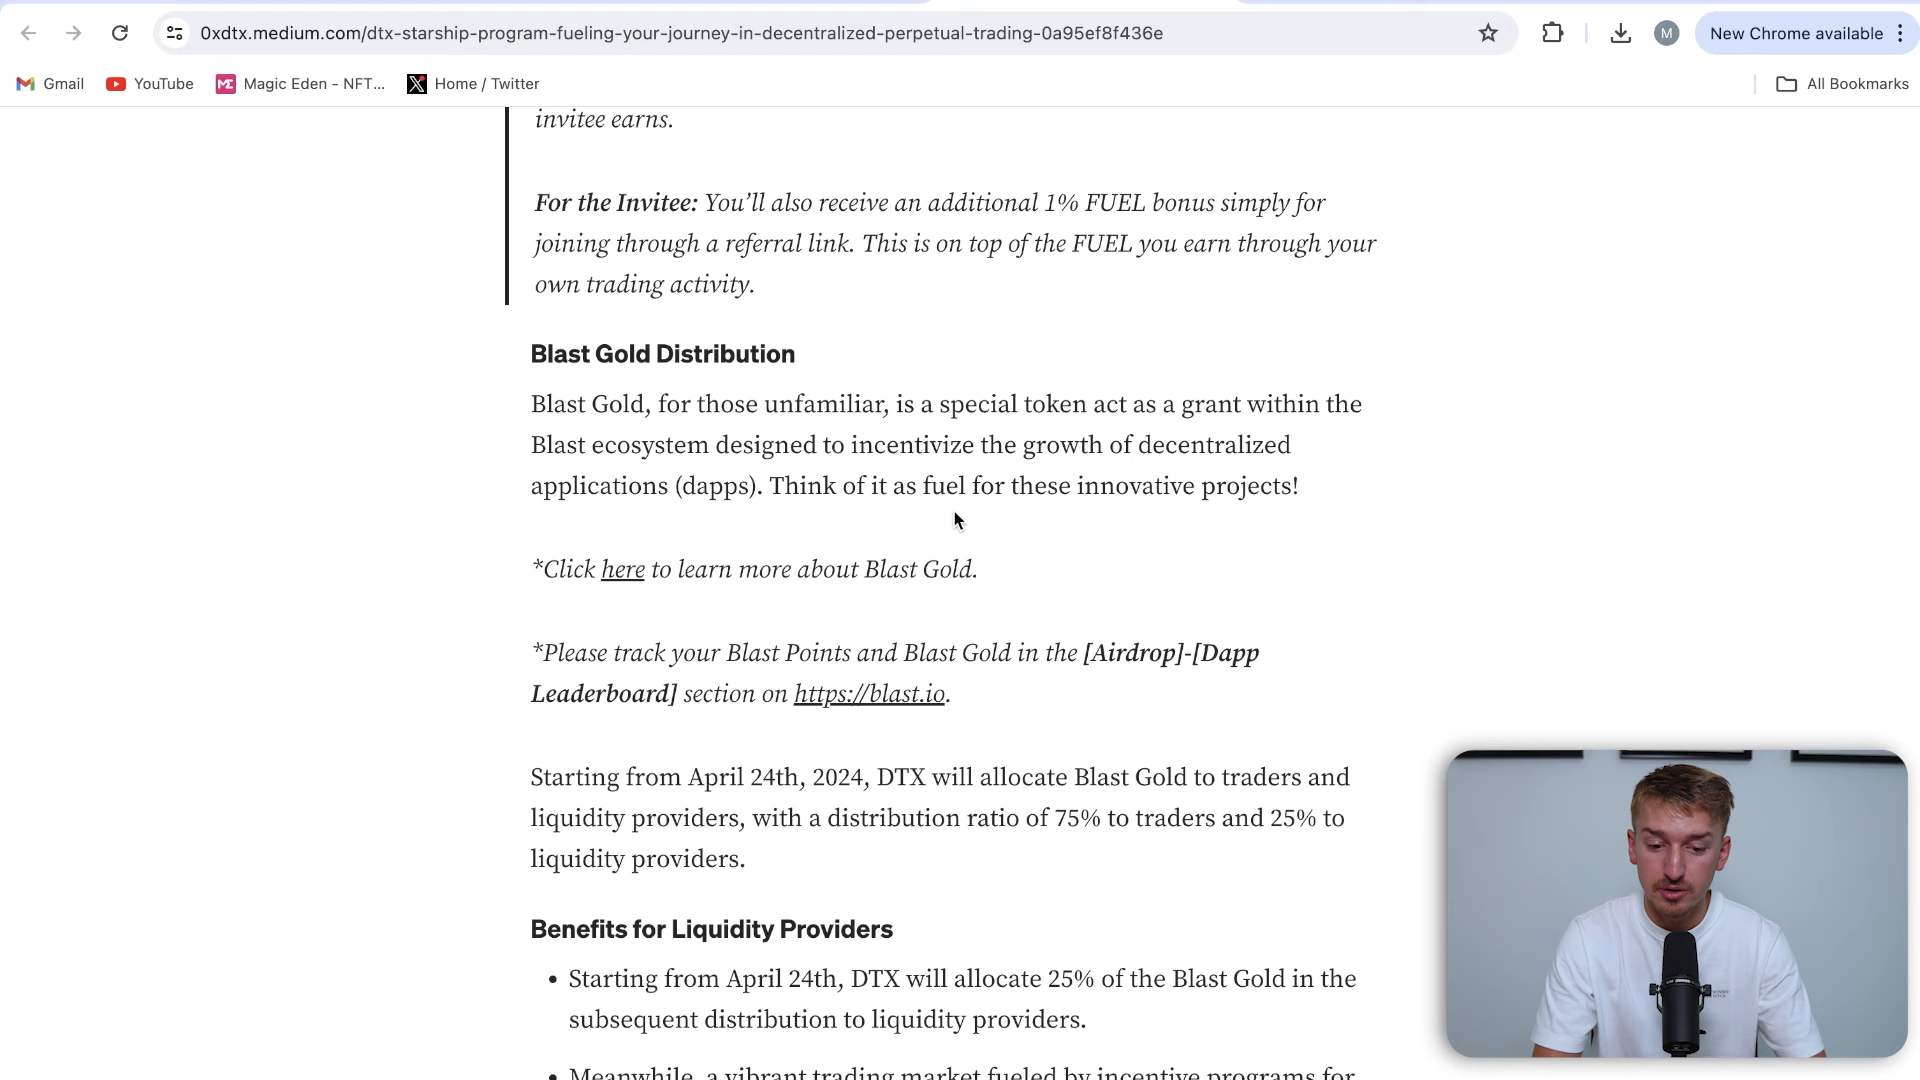 0xdtx.medium.com/dtx-starship-program-fueling-your-journey-in-decentralized-perpetual-trading-0a95ef8f436e
M
New Chrome available
Gmail
YouTube
Magic Eden - NFT...
Home / Twitter
All Bookmarks
invitee earns.
For the Invitee: You’ll also receive an additional 1% FUEL bonus simply for
joining through a referral link. This is on top of the FUEL you earn through your
own trading activity.
Blast Gold Distribution
Blast Gold, for those unfamiliar, is a special token act as a grant within the
Blast ecosystem designed to incentivize the growth of decentralized
applications (dapps). Think of it as fuel for these innovative projects!
*Click here to learn more about Blast Gold.
*Please track your Blast Points and Blast Gold in the [Airdrop]-[Dapp
Leaderboard] section on https://blast.io.
Starting from April 24th, 2024, DTX will allocate Blast Gold to traders and
liquidity providers, with a distribution ratio of 75% to traders and 25% to
liquidity providers.
Benefits for Liquidity Providers
• Starting from April 24th, DTX will allocate 25% of the Blast Gold in the
subsequent distribution to liquidity providers.
• Meanwhile, a vibrant trading market fueled by incentive programs for